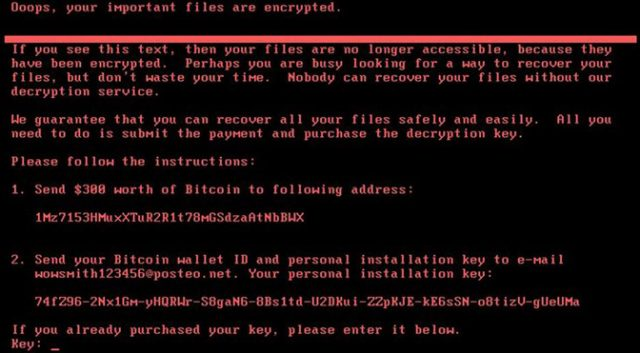 Ooops, your important files are encrypted.
If you see this text, then your files are no longer accessible, because they
have been encrypted. Perhaps you are busy looking for a way to recover your
files, but don't waste your time. Nobody can recover your files without our
decryption service.
We guarantee that you can recover all your files safely and easily. All you
need to do is submit the payment and purchase the decryption key.
Please follow the instructions:
1. Send $300 worth of Bitcoin to following address:
1Mz7153HMuxXTuR2R1t78mGSdzaAtNbBWX
2. Send your Bitcoin wallet ID and personal installation key to e-mail
wowsmith123456@posteo.net. Your personal installation key:
74fZ96-2Nx1Gm-yHQRWr-S8gaN6-8Bs1td-U2DKui-ZZpKJE-kE6sSN-o8tizV-gUeUMa
If you already purchased your key, please enter it below.
Key: _